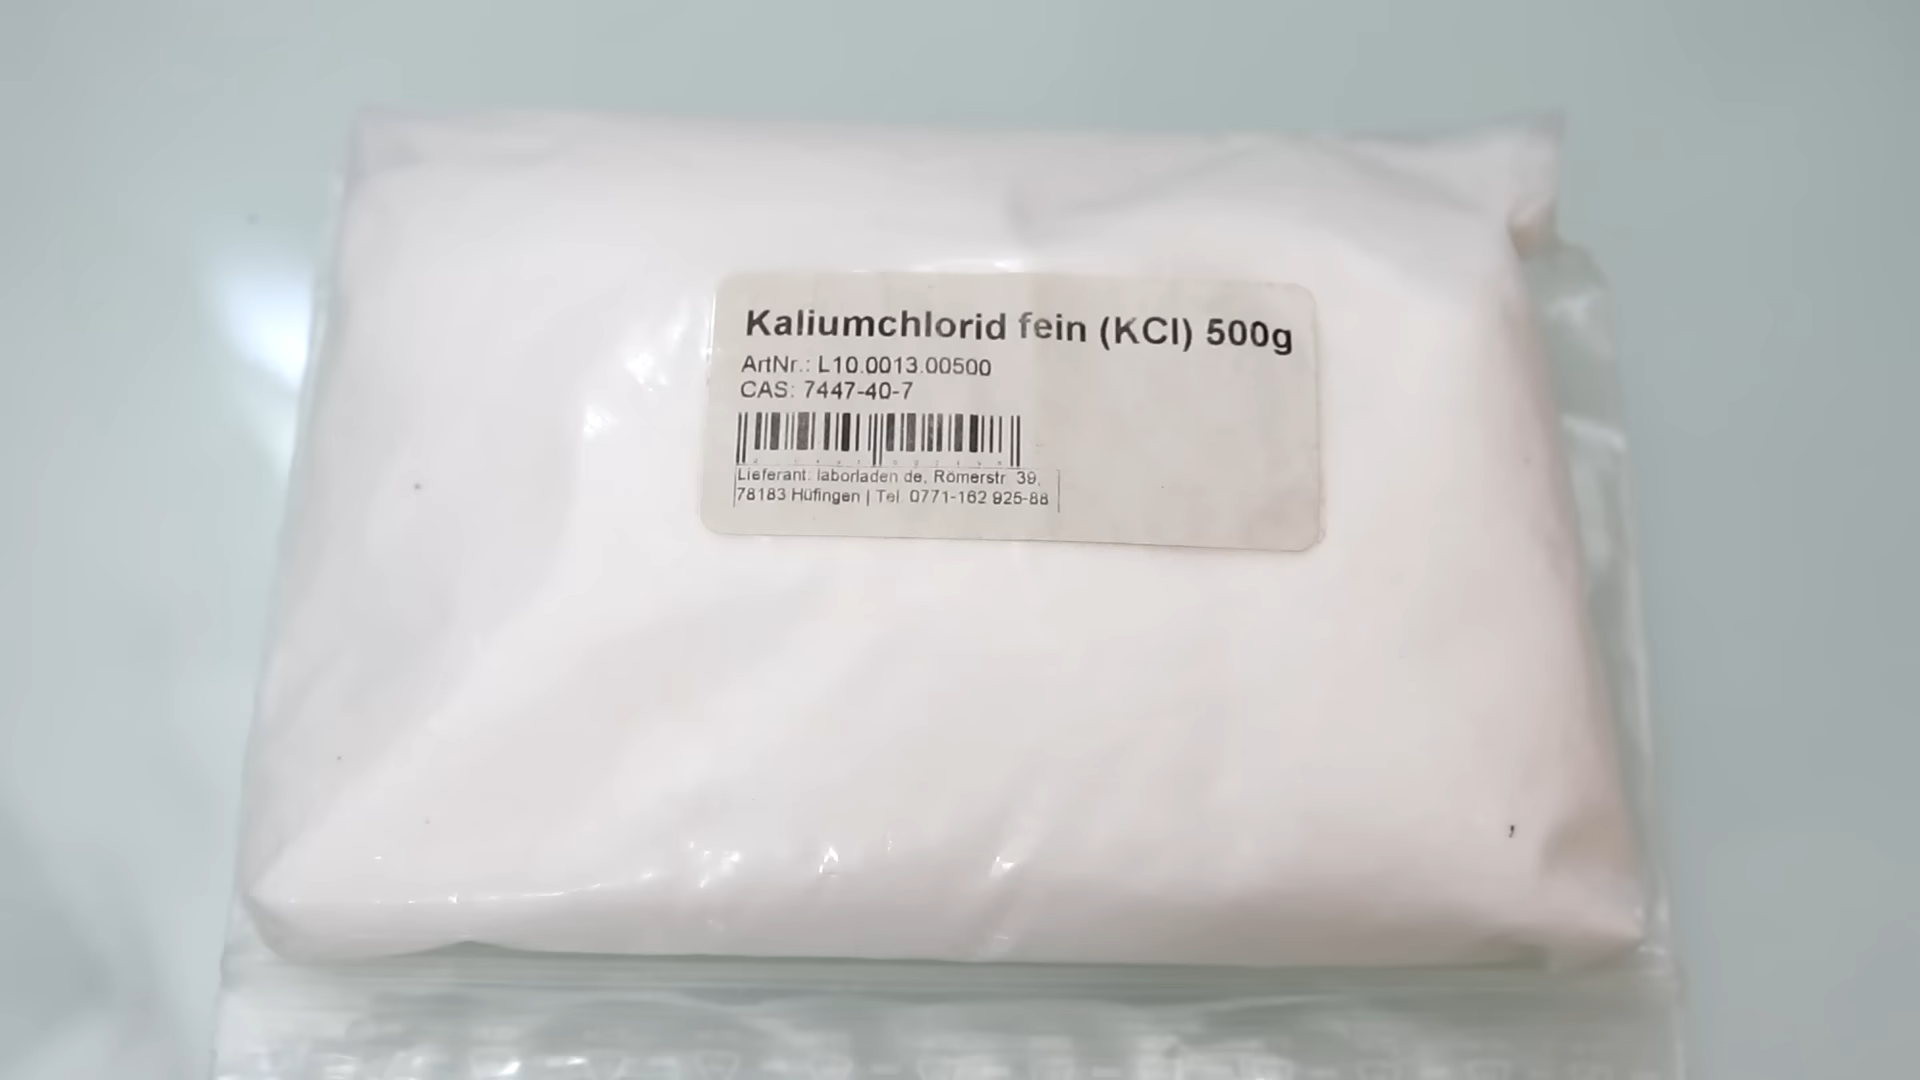 Kaliumchlorid fein (KCl) 500g
ArtNr.: L10.0013.00500
CAS: 7447-40-7
Lieferant: laborladen.de, Römerstr. 39,
78183 Hüfingen | Tel. 0771-162 925-88